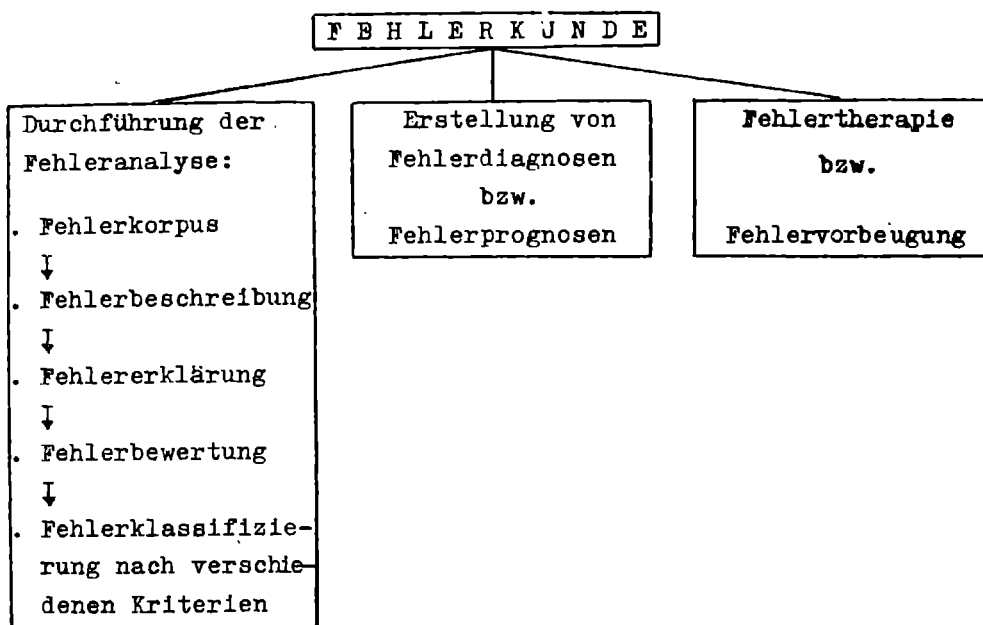 FEHLERKUNDE
Durchführung der
Fehleranalyse:
. Fehlerkorpus
↓
. Fehlerbeschreibung
↓
. Fehlererklärung
↓
. Fehlerbewertung
↓
. Fehlerklassifizie-
rung nach verschie-
denen Kriterien
Erstellung von
Fehlerdiagnosen
bzw.
Fehlerprognosen
Fehlertherapie
bzw.
Fehlervorbeugung